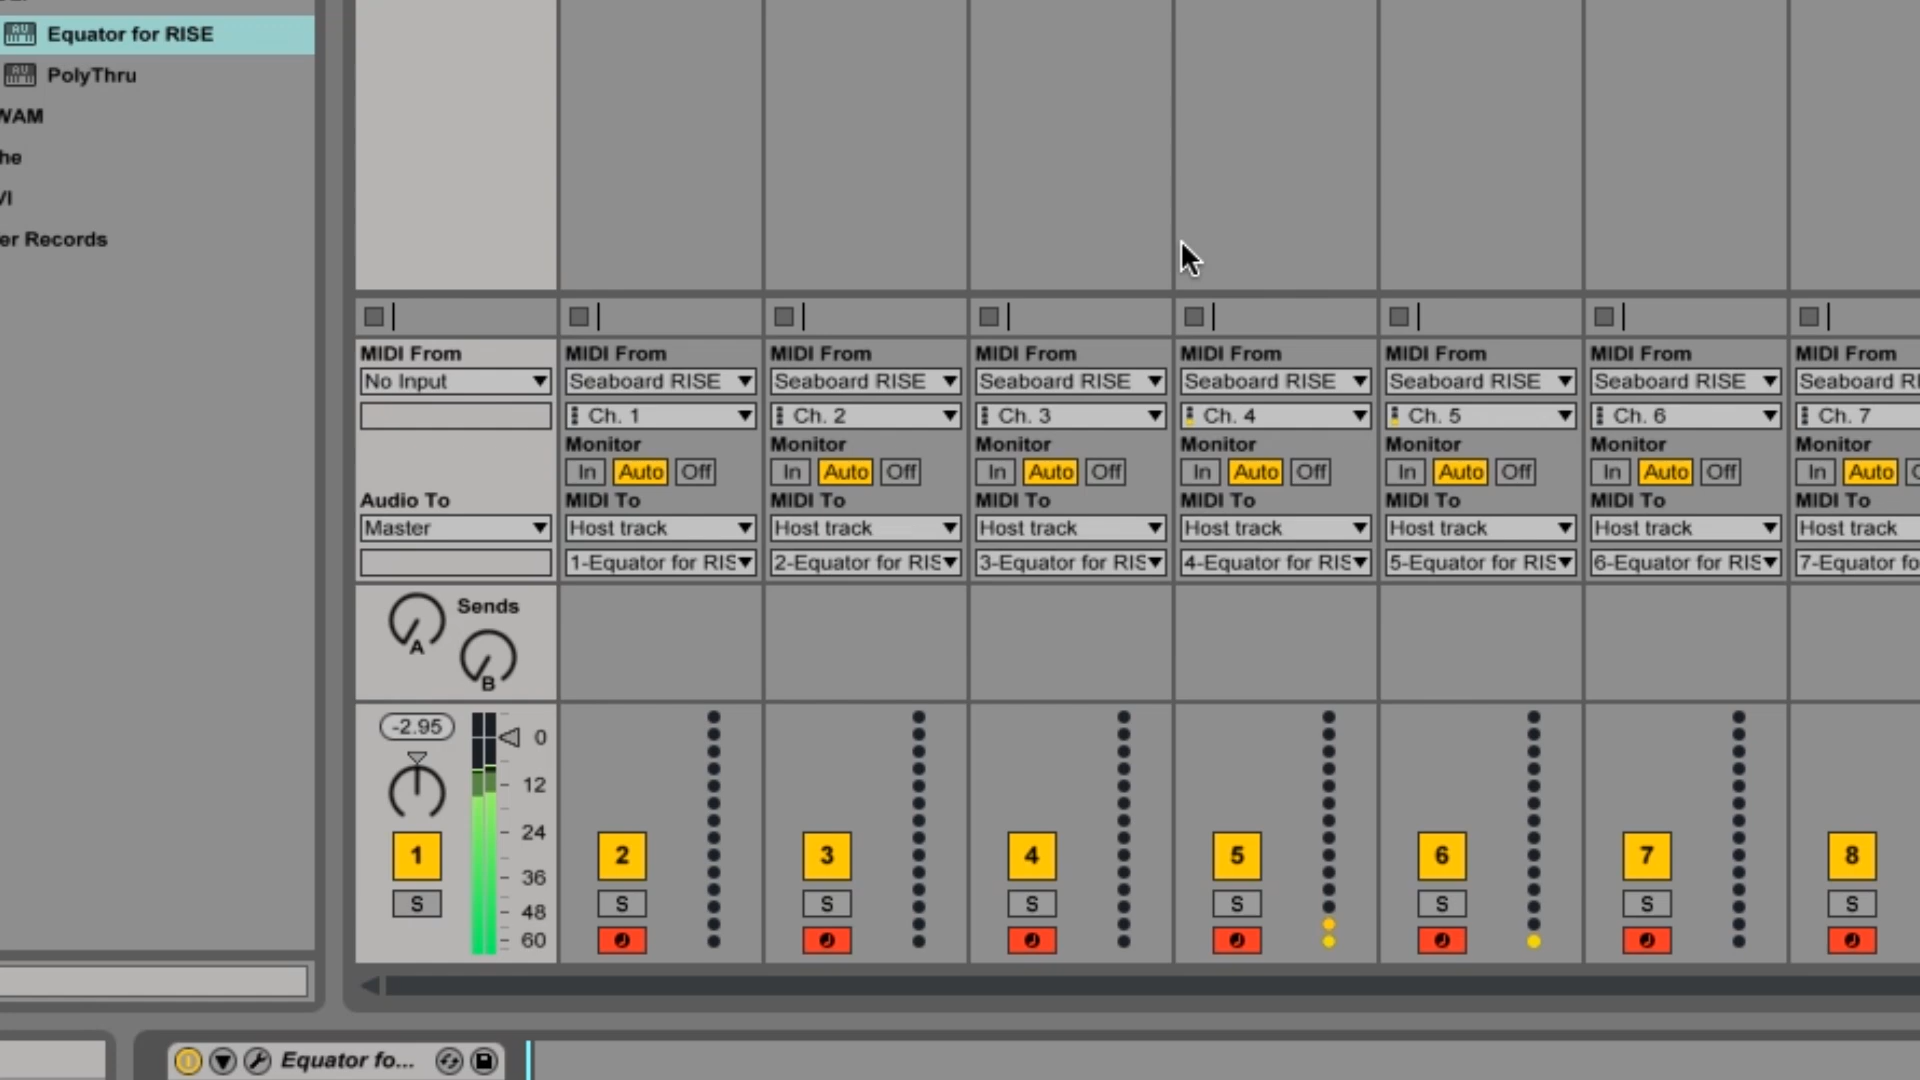 Equator for RISE
PolyThru
WAM
he
VI
er Records
MIDI From MIDI From MIDI From MIDI From MIDI From MIDI From MIDI From MIDI From
No Input Seaboard RISE Seaboard RISE Seaboard RISE Seaboard RISE Seaboard RISE Seaboard RISE Seaboard RI
Ch. 1 Ch. 2 Ch. 3 Ch. 4 Ch. 5 Ch. 6 Ch. 7
Monitor Monitor Monitor Monitor Monitor Monitor Monitor
In Auto Off In Auto Off In Auto Off In Auto Off In Auto Off In Auto Off In Auto
Audio To MIDI To MIDI To MIDI To MIDI To MIDI To MIDI To MIDI To
Master Host track Host track Host track Host track Host track Host track Host track
1-Equator for RIS 2-Equator for RIS 3-Equator for RIS 4-Equator for RIS 5-Equator for RIS 6-Equator for RIS 7-Equator fo
Sends
A
B
-2.95 0
12
24
1 2 3 4 5 6 7 8
36
S S S S S S S S
48
60
Equator fo...